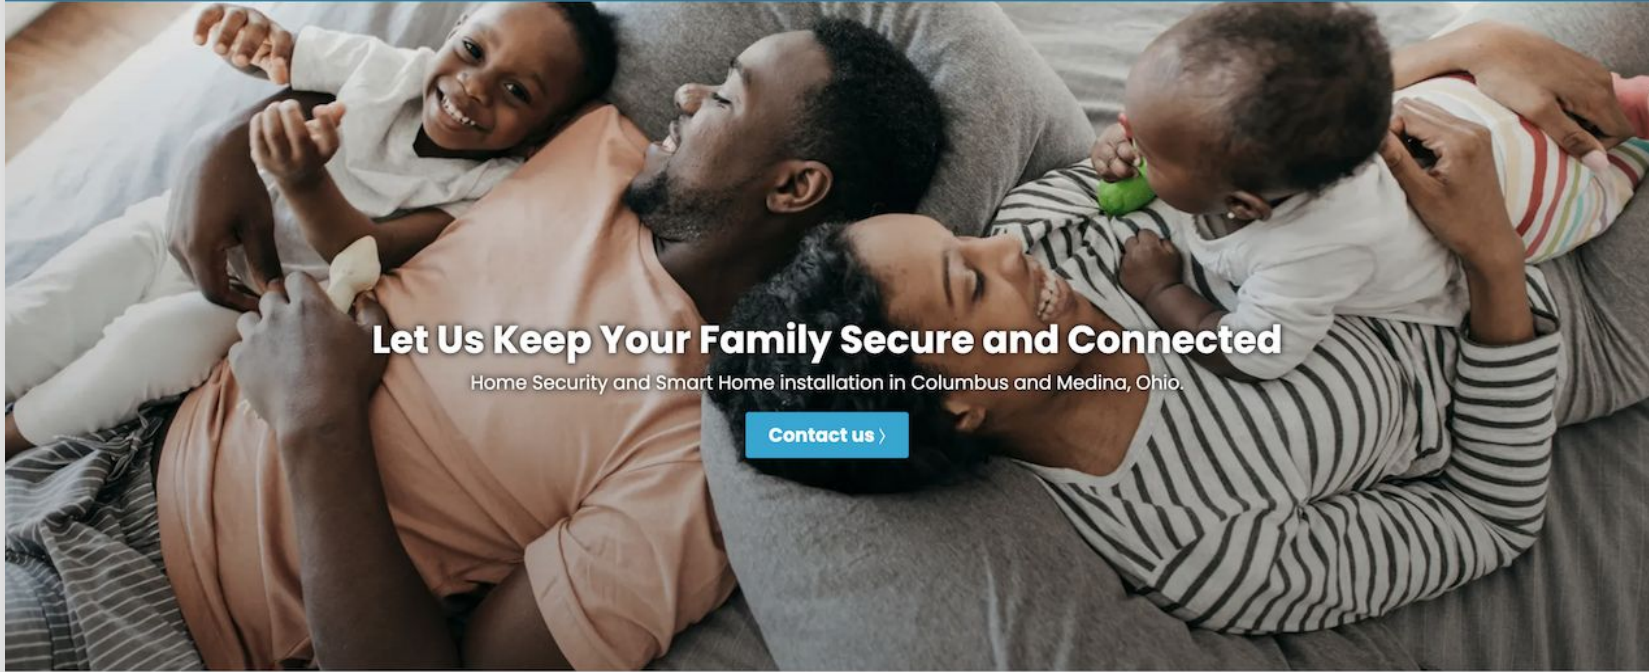 Let Us Keep Your Family Secure and Connected
Home Security and Smart Home installation in Columbus and Medina, Ohio.
Contact us 〉